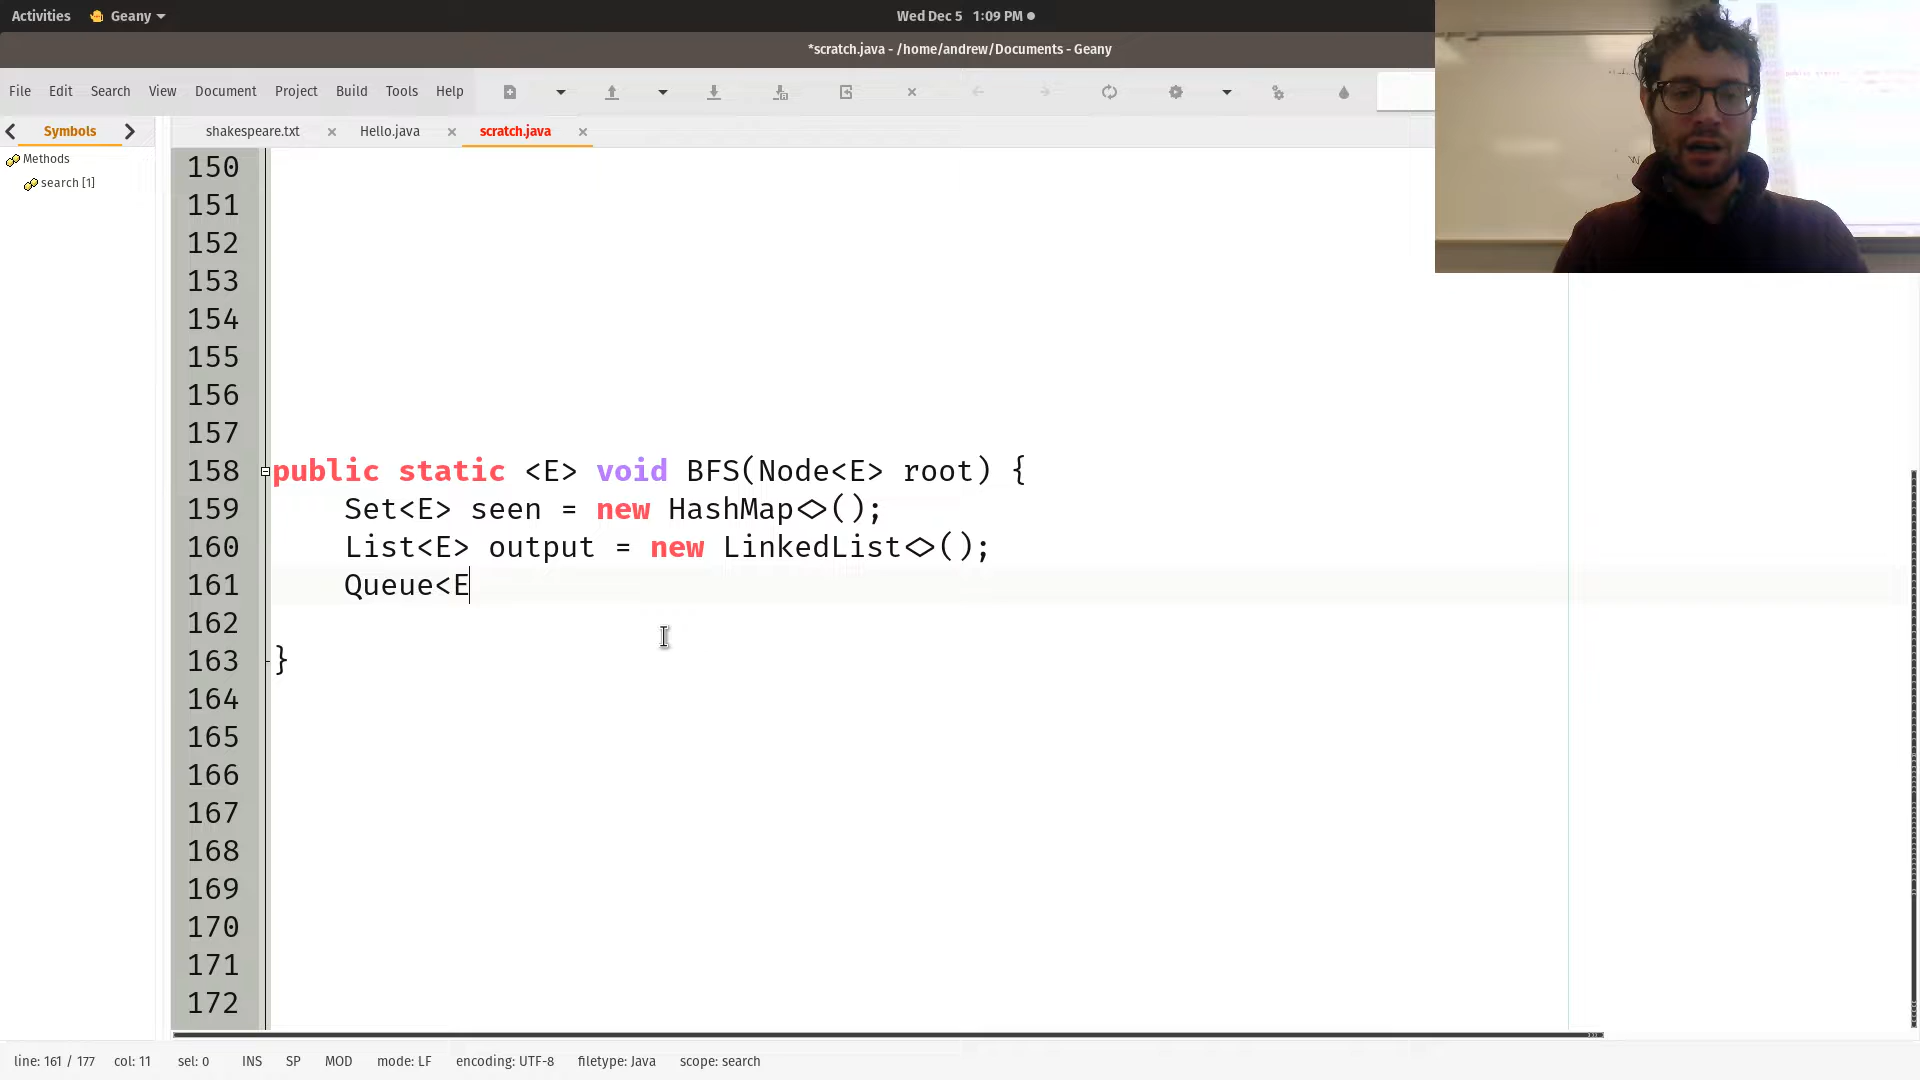 Activities Geany Wed Dec 5 1:09 PM
*scratch.java - /home/andrew/Documents - Geany
File Edit Search View Document Project Build Tools Help
Symbols shakespeare.txt Hello.java scratch.java
Methods
search [1]
150
151
152
153
154
155
156
157
158 public static <E> void BFS(Node<E> root) {
159 Set<E> seen = new HashMap<>();
160 List<E> output = new LinkedList<>();
161 Queue<E
162
163 }
164
165
166
167
168
169
170
171
172
line: 161 / 177 col: 11 sel: 0 INS SP MOD mode: LF encoding: UTF-8 filetype: Java scope: search